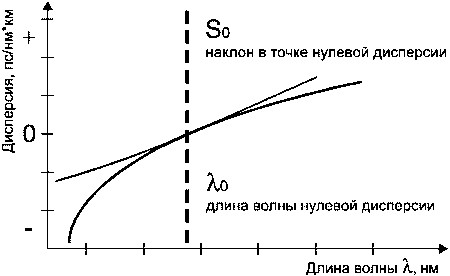 S0
наклон в точке нулевой дисперсии
Дисперсия, пс/нм*км
+
0
-
λ0
длина волны нулевой дисперсии
Длина волны λ, нм